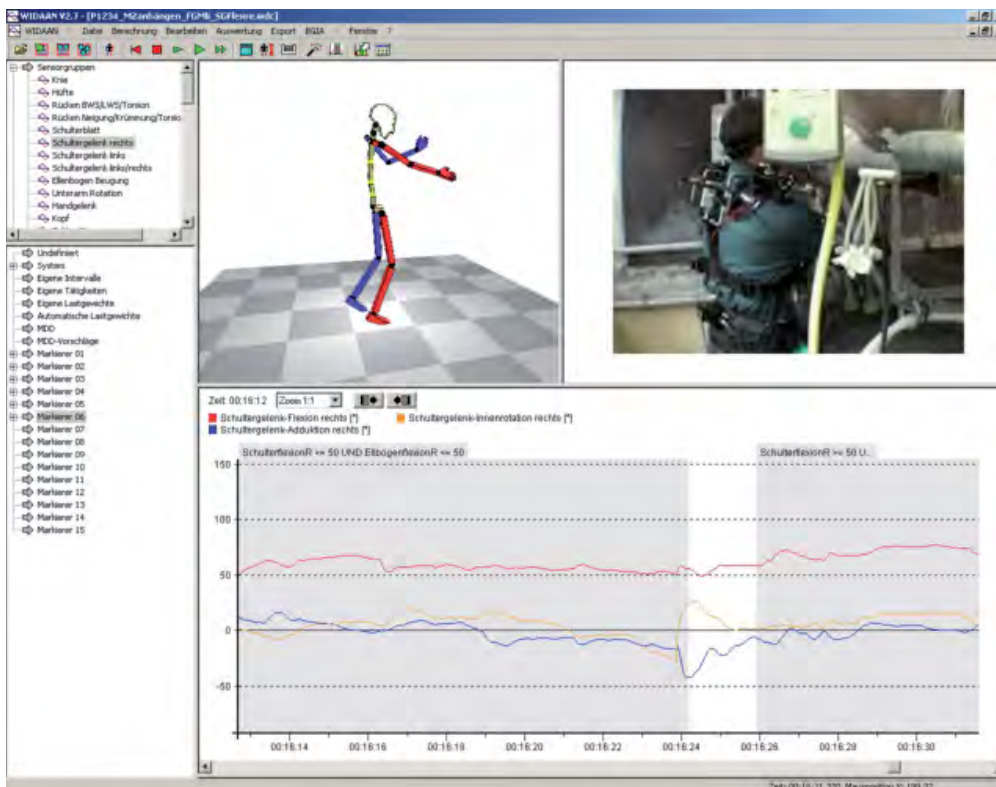 WIDAAN V2.7 - [P1234_MZanhängen_FGMli_SGFlexre.wdc]
WIDAAN ? Datei Berechnung Bearbeiten Auswertung Export BGIA Fenster ?
Sensorgruppen
Knie
Hüfte
Rücken BWS/LWS/Torsion
Rücken Neigung/Krümmung/Torsio
Schulterblatt
Schultergelenk rechts
Schultergelenk links
Schultergelenk links/rechts
Ellenbogen Beugung
Unterarm Rotation
Handgelenk
Kopf
Undefiniert
System
Eigene Intervalle
Eigene Tätigkeiten
Eigene Lastgewichte
Automatische Lastgewichte
MDD
MDD-Vorschläge
Markierer 01
Markierer 02
Markierer 03
Markierer 04
Markierer 05
Markierer 06
Markierer 07
Markierer 08
Markierer 09
Markierer 10
Markierer 11
Markierer 12
Markierer 13
Markierer 14
Markierer 15
Zeit: 00:16:12 Zoom 1:1
Schultergelenk-Flexion rechts [°] Schultergelenk-Innenrotation rechts [°]
Schultergelenk-Adduktion rechts [°]
SchulterflexionR >= 50 UND EllbogenflexionR <= 50 SchulterflexionR >= 50 U...
150
100
50
0
-50
00:16:14 00:16:16 00:16:18 00:16:20 00:16:22 00:16:24 00:16:26 00:16:28 00:16:30